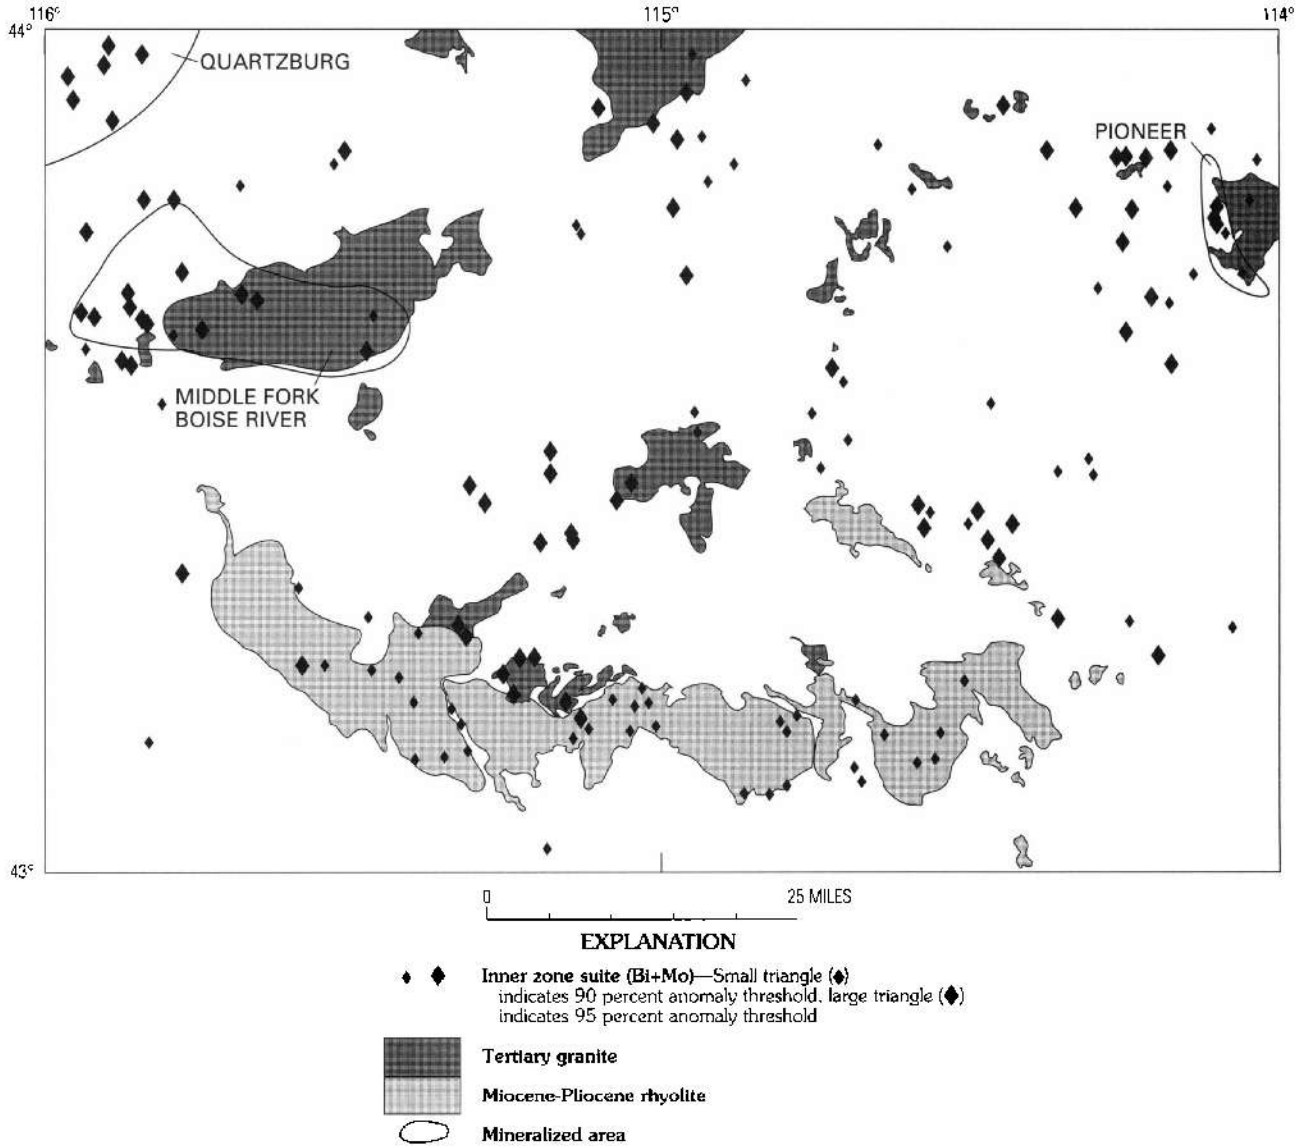 116°
115°
114°
44°
QUARTZBURG
PIONEER
MIDDLE FORK
BOISE RIVER
43°
0
25 MILES
EXPLANATION
Inner zone suite (Bi+Mo)—Small triangle (♦)
indicates 90 percent anomaly threshold, large triangle (♦)
indicates 95 percent anomaly threshold
Tertiary granite
Miocene-Pliocene rhyolite
Mineralized area